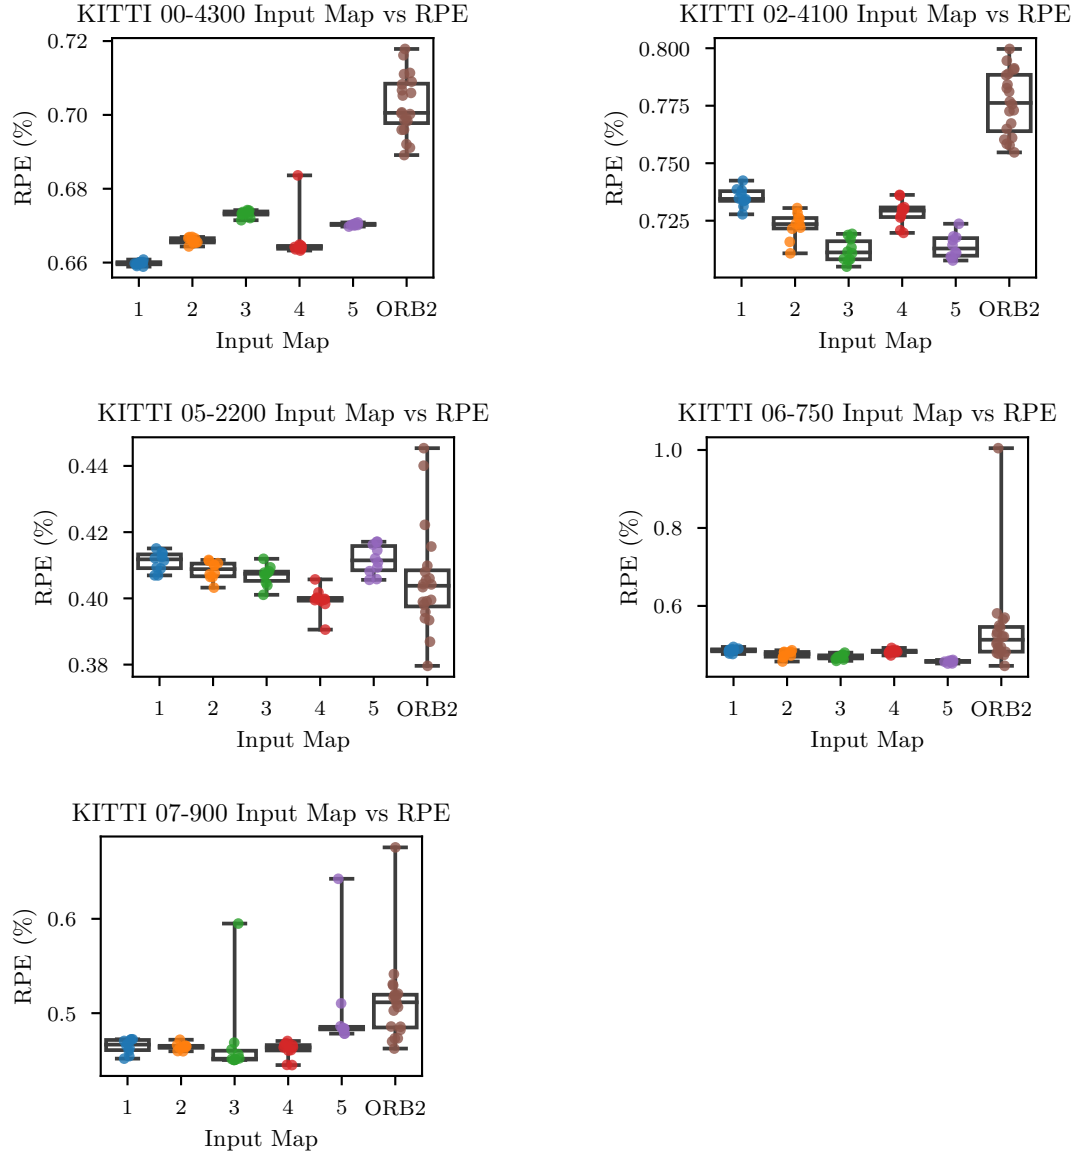 KITTI 00-4300 Input Map vs RPE
0.72
0.70
0.68
0.66
RPE (%)
1 2 3 4 5 ORB2
Input Map
KITTI 02-4100 Input Map vs RPE
0.800
0.775
0.750
0.725
RPE (%)
1 2 3 4 5 ORB2
Input Map
KITTI 05-2200 Input Map vs RPE
0.44
0.42
0.40
0.38
RPE (%)
1 2 3 4 5 ORB2
Input Map
KITTI 06-750 Input Map vs RPE
1.0
0.8
0.6
RPE (%)
1 2 3 4 5 ORB2
Input Map
KITTI 07-900 Input Map vs RPE
0.6
0.5
RPE (%)
1 2 3 4 5 ORB2
Input Map